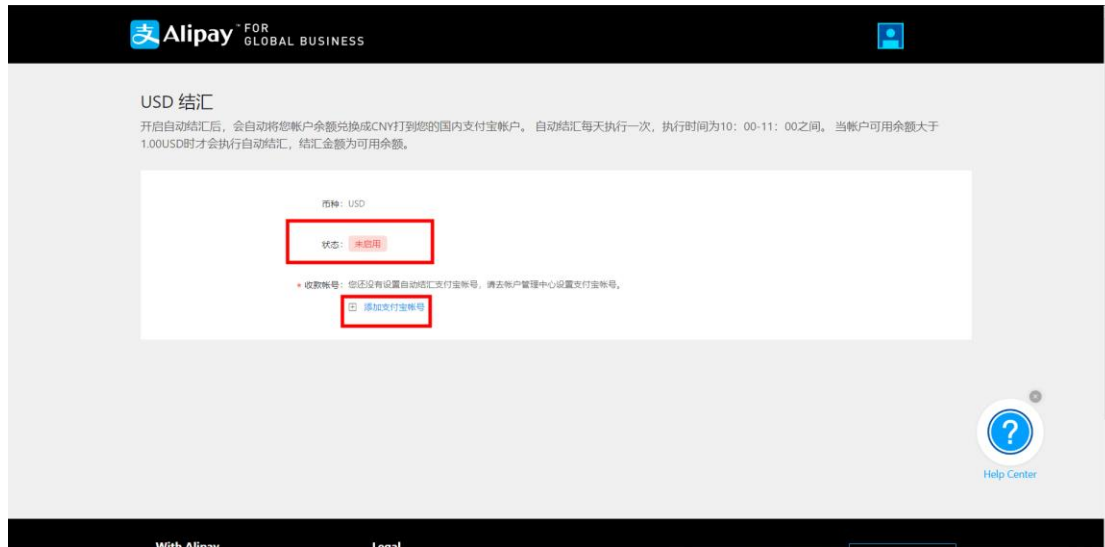 支 Alipay™ FOR
GLOBAL BUSINESS
USD 结汇
开启自动结汇后，会自动将您帐户余额兑换成CNY打到您的国内支付宝帐户。 自动结汇每天执行一次，执行时间为10：00-11：00之间。 当帐户可用余额大于
1.00USD时才会执行自动结汇，结汇金额为可用余额。
币种：USD
状态：未启用
* 收款帐号：您还没有设置自动结汇支付宝帐号，请去帐户管理中心设置支付宝帐号。
添加支付宝帐号
?
Help Center
With Alipay
Legal